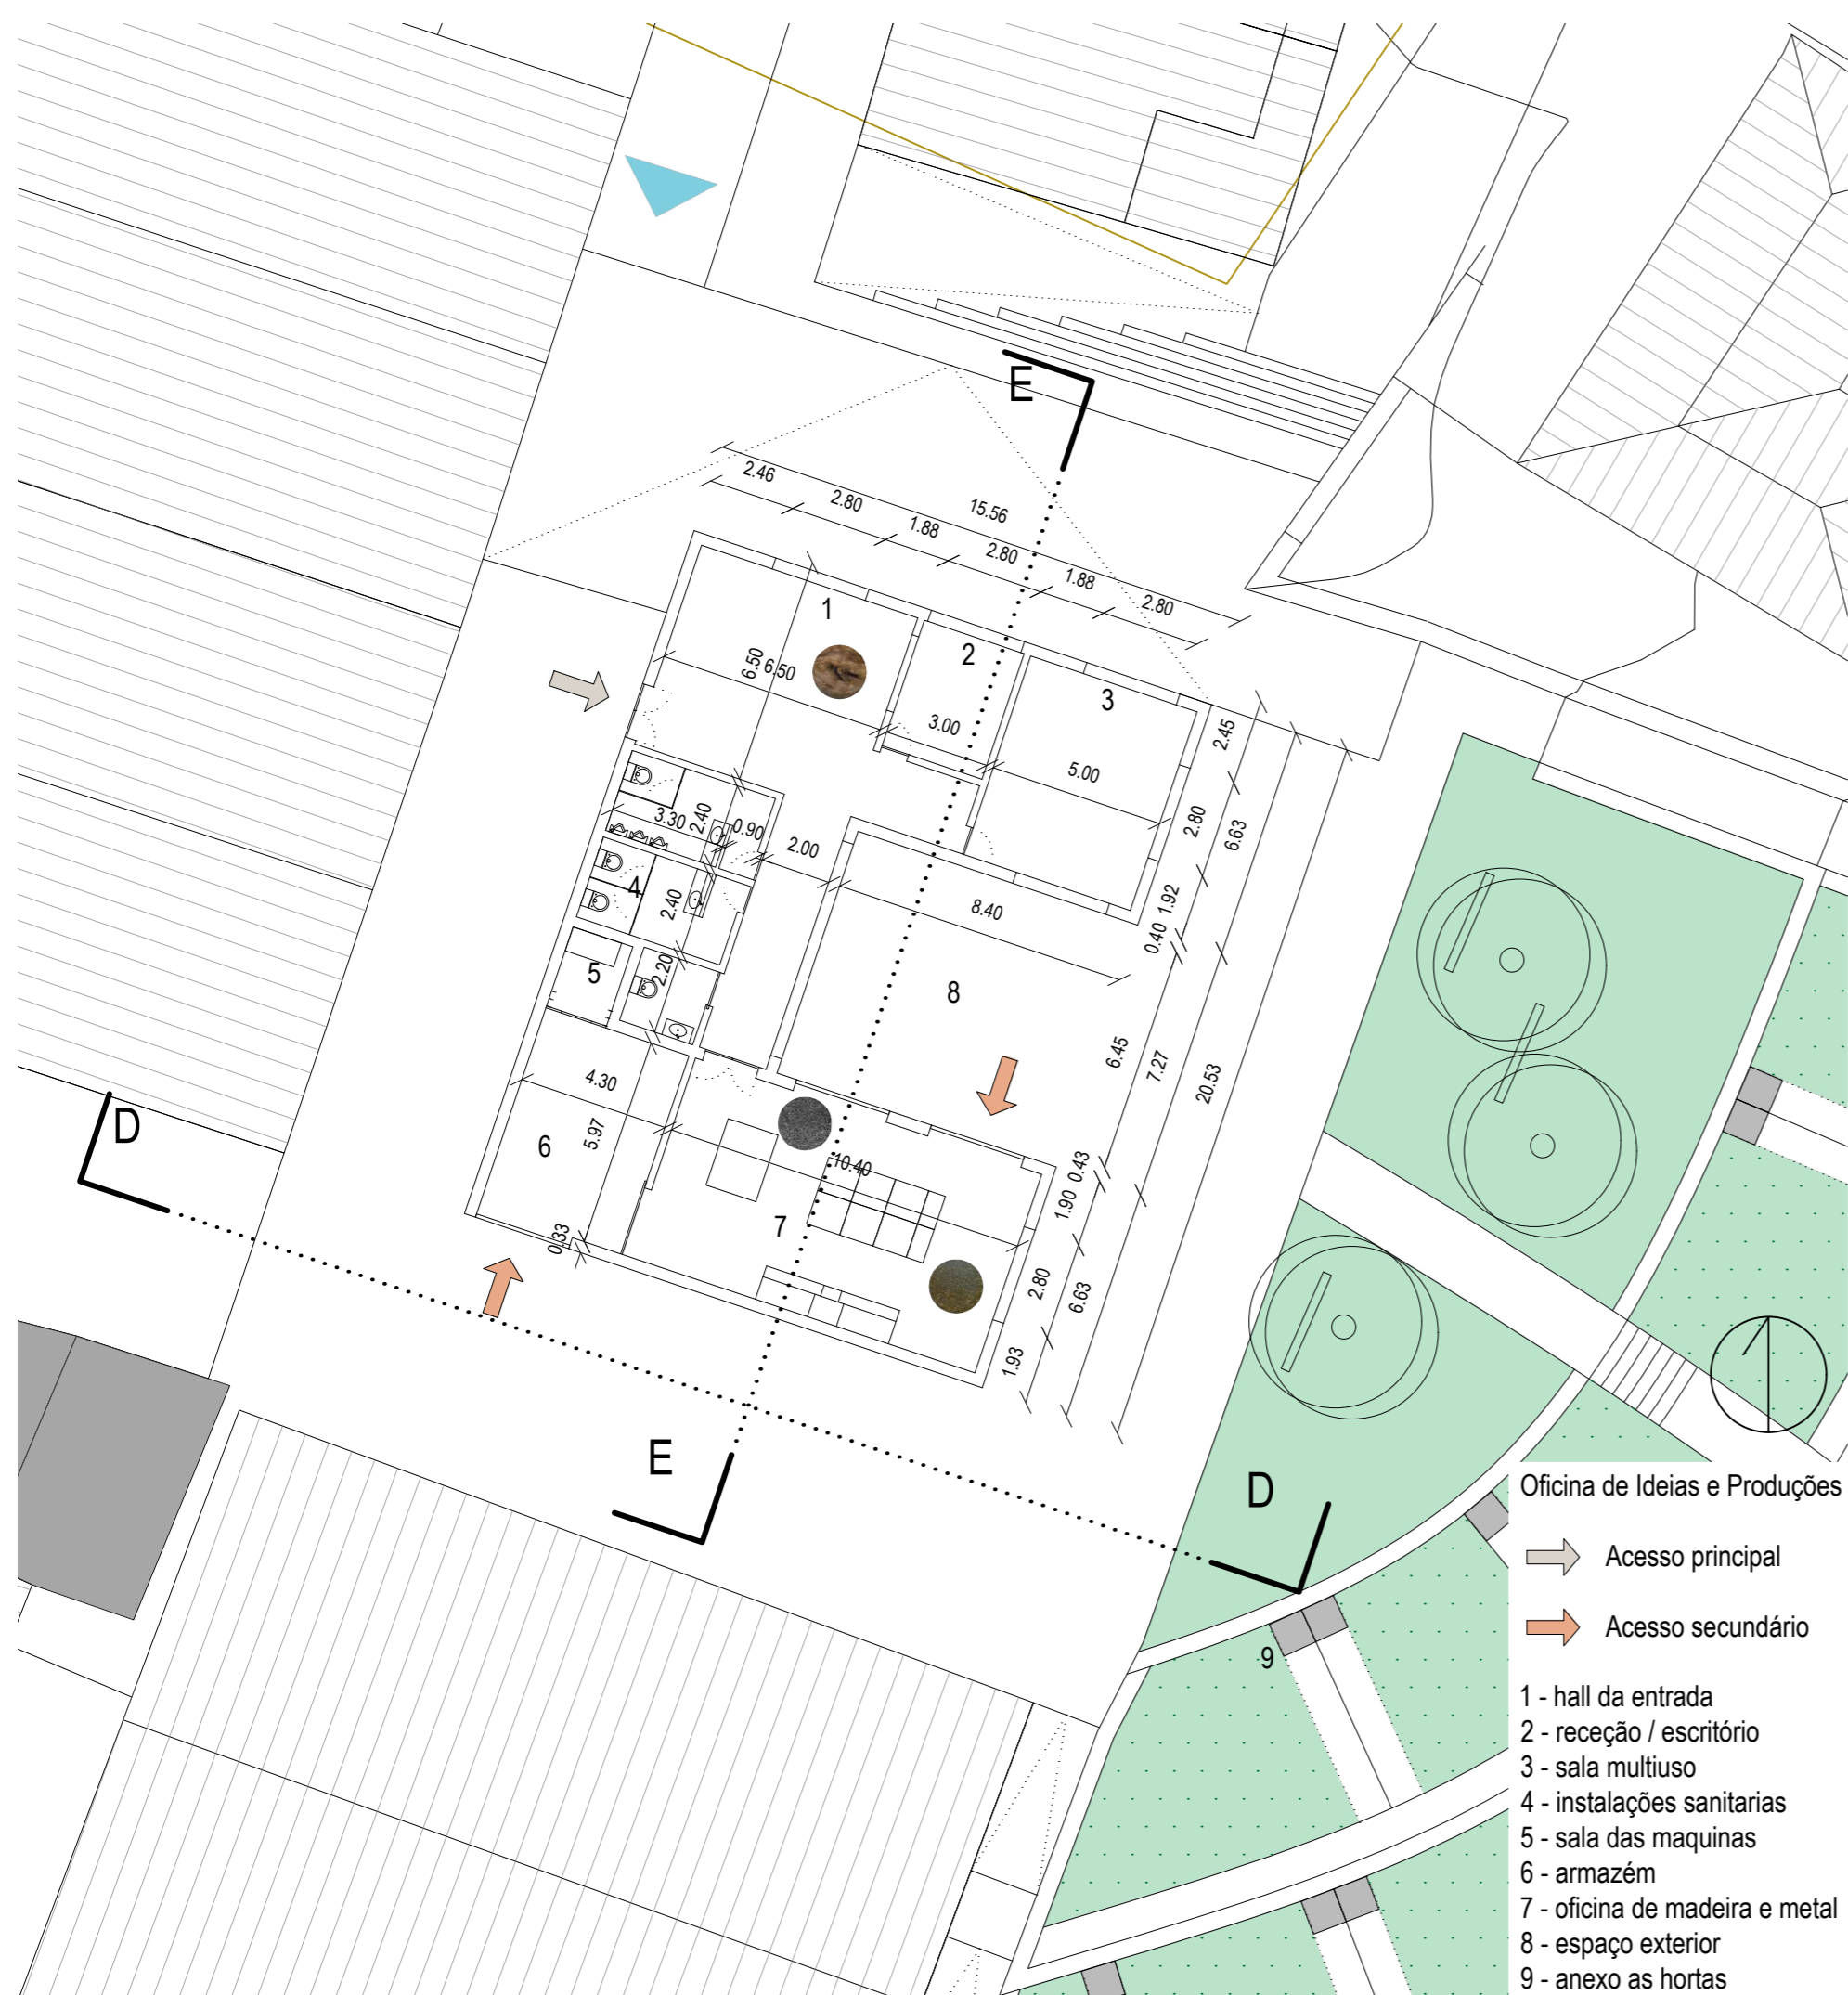 E
2.46
2.80
1.88
15.56
2.80
1.88
2.80
1
2
3
6.50
6.50
3.00
5.00
2.45
2.80
6.63
1.92
0.40
3.30
2.40
0.90
2.00
8.40
4
2.40
5
2.20
8
6.45
7.27
20.53
4.30
5.97
6
10.40
7
0.33
0.43
1.90
2.80
6.63
1.93
D
E
D
9
Oficina de Ideias e Produções
Acesso principal
Acesso secundário
1 - hall da entrada
2 - receção / escritório
3 - sala multiuso
4 - instalações sanitarias
5 - sala das maquinas
6 - armazém
7 - oficina de madeira e metal
8 - espaço exterior
9 - anexo as hortas